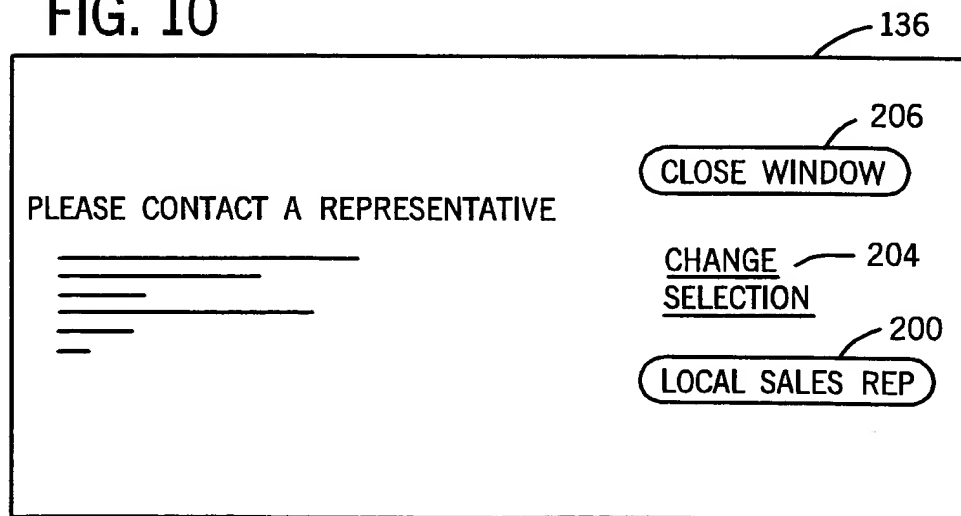 FIG. 10
136
206
CLOSE WINDOW
PLEASE CONTACT A REPRESENTATIVE
CHANGE
204
SELECTION
200
LOCAL SALES REP